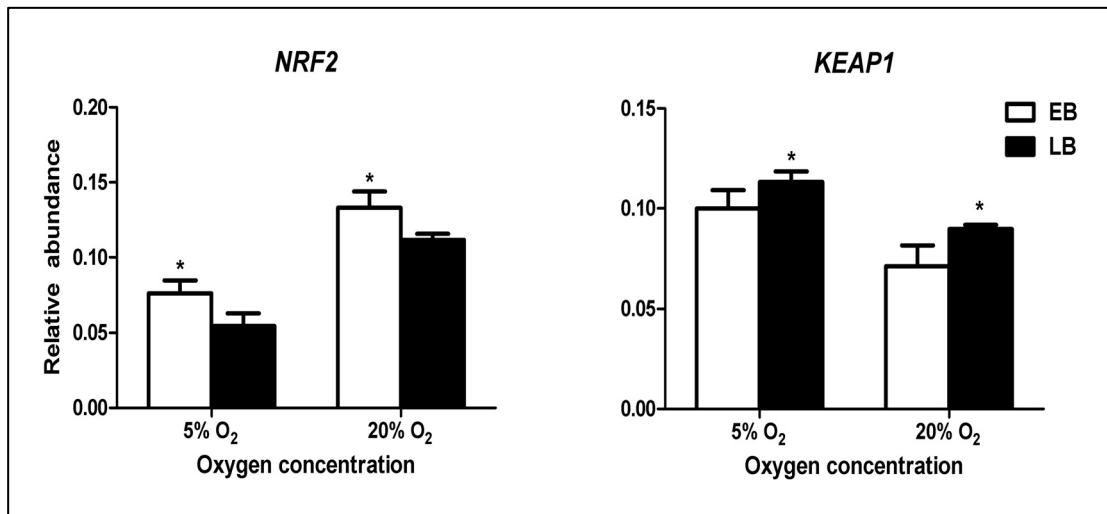 NRF2
Relative abundance
0.20
0.15
0.10
0.05
0.00
*
*
5% O₂
20% O₂
Oxygen concentration
KEAP1
0.15
0.10
0.05
0.00
*
*
5% O₂
20% O₂
Oxygen concentration
EB
LB